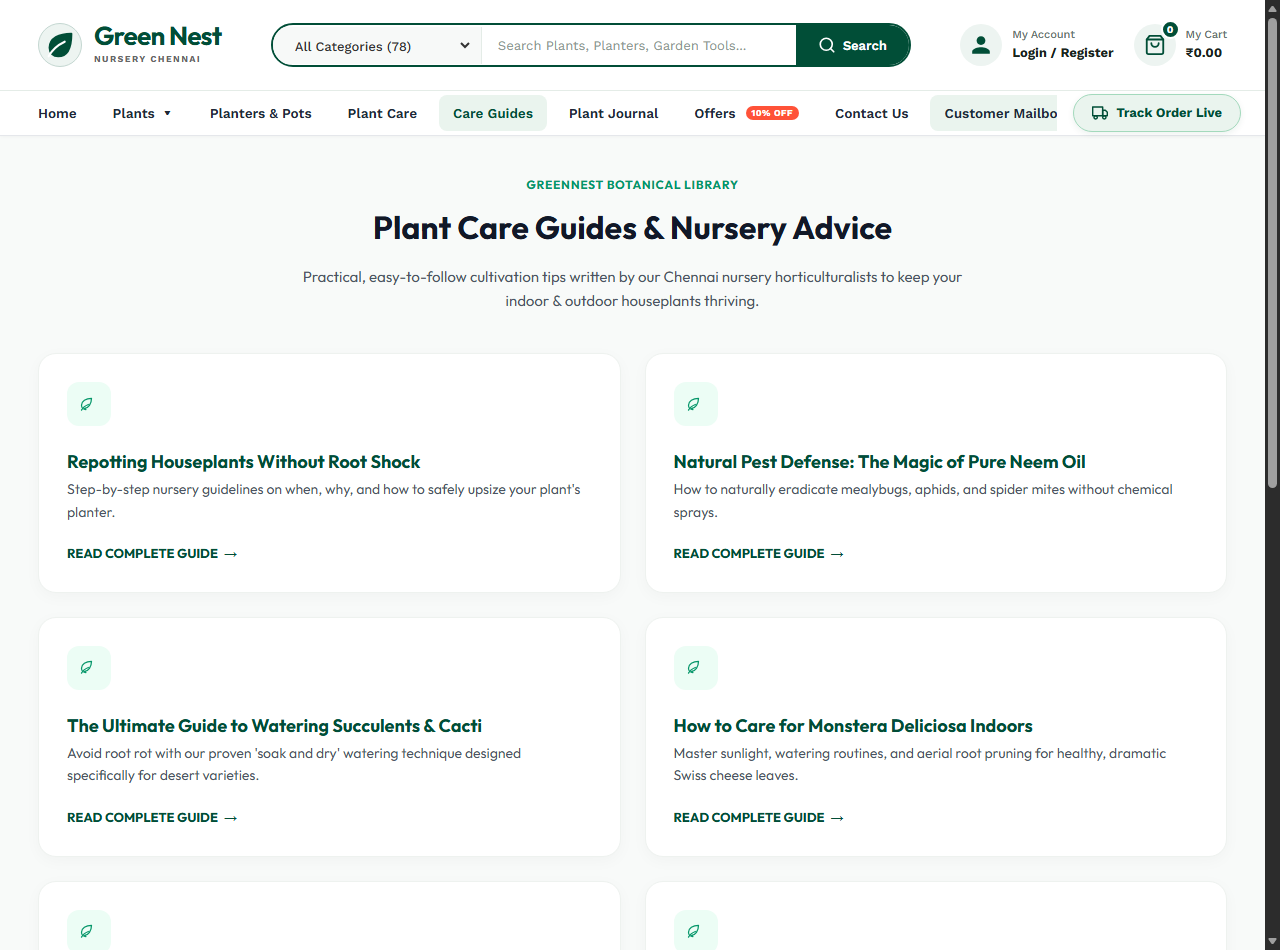 Green Nest
NURSERY CHENNAI
All Categories (78)
Search Plants, Planters, Garden Tools...
Search
My Account
Login / Register
0
My Cart
₹0.00
Home
Plants
Planters & Pots
Plant Care
Care Guides
Plant Journal
Offers
10% OFF
Contact Us
Customer Mailbo
Track Order Live
GREENNEST BOTANICAL LIBRARY
Plant Care Guides & Nursery Advice
Practical, easy-to-follow cultivation tips written by our Chennai nursery horticulturalists to keep your
indoor & outdoor houseplants thriving.
Repotting Houseplants Without Root Shock
Step-by-step nursery guidelines on when, why, and how to safely upsize your plant's
planter.
READ COMPLETE GUIDE →
Natural Pest Defense: The Magic of Pure Neem Oil
How to naturally eradicate mealybugs, aphids, and spider mites without chemical
sprays.
READ COMPLETE GUIDE →
The Ultimate Guide to Watering Succulents & Cacti
Avoid root rot with our proven 'soak and dry' watering technique designed
specifically for desert varieties.
READ COMPLETE GUIDE →
How to Care for Monstera Deliciosa Indoors
Master sunlight, watering routines, and aerial root pruning for healthy, dramatic
Swiss cheese leaves.
READ COMPLETE GUIDE →